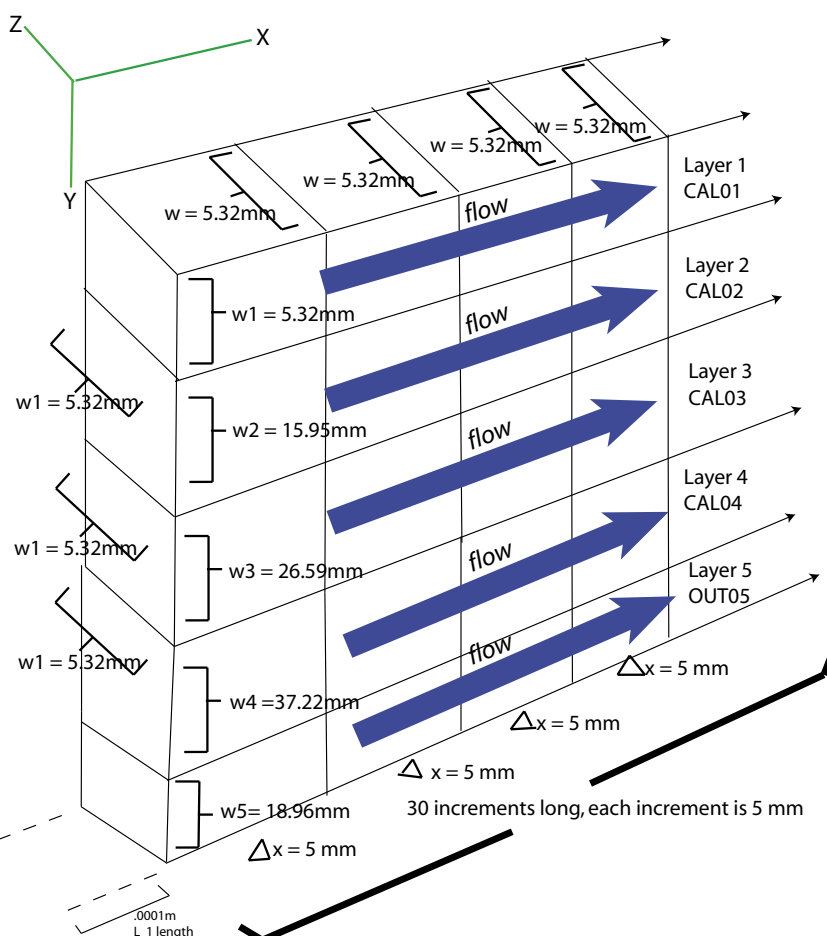 Z
X
Y
w = 5.32mm
w = 5.32mm
w = 5.32mm
w = 5.32mm
Layer 1
CAL01
flow
w1 = 5.32mm
Layer 2
CAL02
flow
w1 = 5.32mm
w2 = 15.95mm
Layer 3
CAL03
flow
w1 = 5.32mm
w3 = 26.59mm
Layer 4
CAL04
flow
w1 = 5.32mm
w4 =37.22mm
Layer 5
OUT05
flow
w5= 18.96mm
△x = 5 mm
△x = 5 mm
△ x = 5 mm
△x = 5 mm
30 increments long, each increment is 5 mm
.0001m
L_1 length